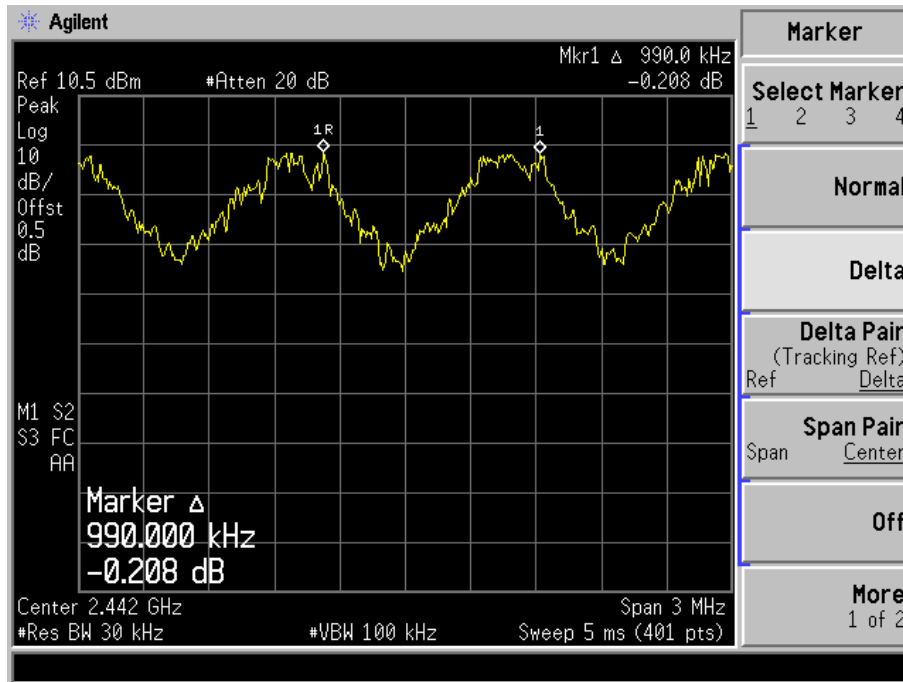 Agilent
Marker
Mkr1 Δ 990.0 kHz
Ref 10.5 dBm #Atten 20 dB -0.208 dB
Peak
Log
10
dB/
Offst
0.5
dB
1R
1
M1 S2
S3 FC
AA
Marker Δ
990.000 kHz
-0.208 dB
Center 2.442 GHz Span 3 MHz
#Res BW 30 kHz #VBW 100 kHz Sweep 5 ms (401 pts)
Select Marker
1 2 3 4
Normal
Delta
Delta Pair
(Tracking Ref)
Ref Delta
Span Pair
Span Center
Off
More
1 of 2